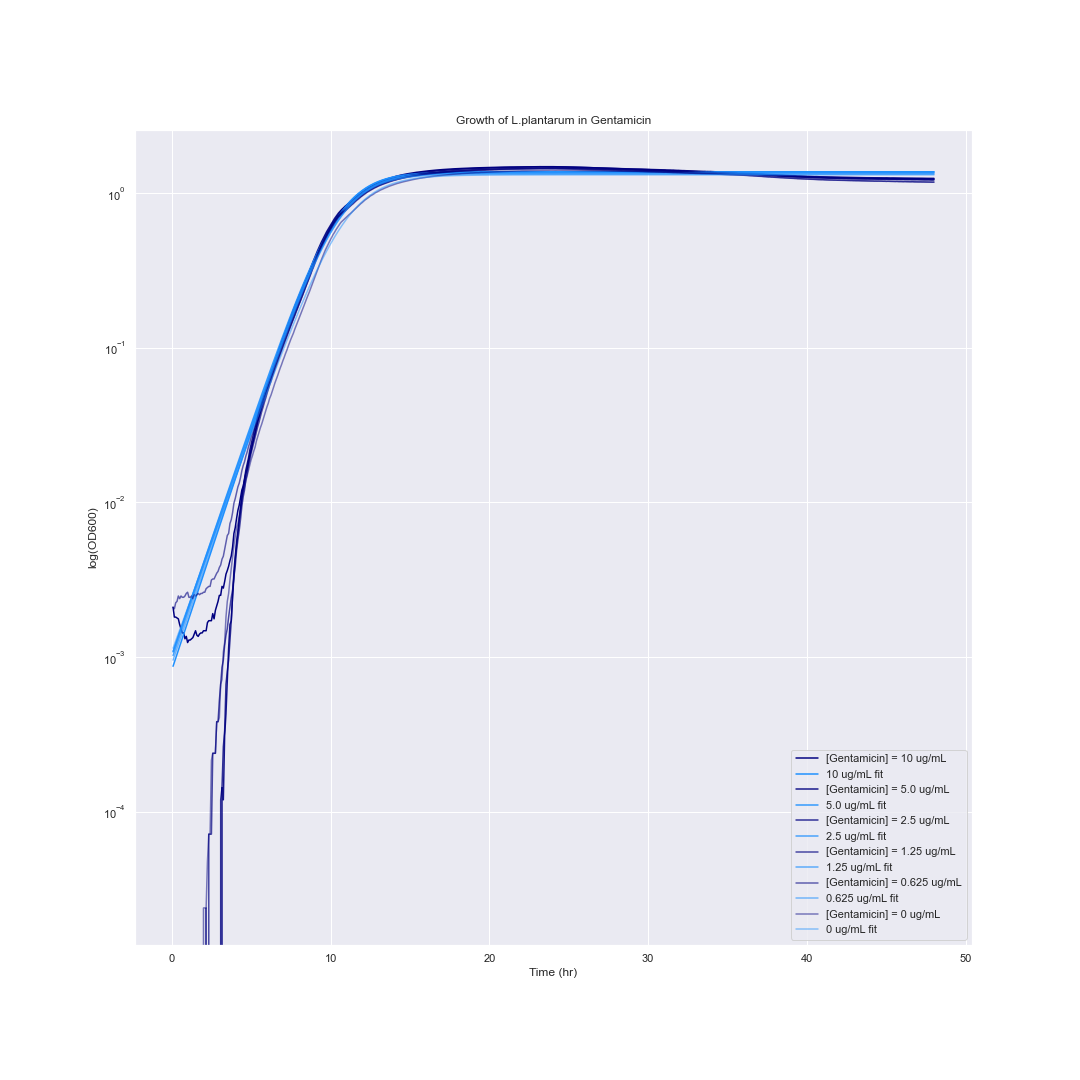 Growth of L.plantarum in Gentamicin
10⁰
10⁻¹
10⁻²
log(OD600)
10⁻³
10⁻⁴
[Gentamicin] = 10 ug/mL
10 ug/mL fit
[Gentamicin] = 5.0 ug/mL
5.0 ug/mL fit
[Gentamicin] = 2.5 ug/mL
2.5 ug/mL fit
[Gentamicin] = 1.25 ug/mL
1.25 ug/mL fit
[Gentamicin] = 0.625 ug/mL
0.625 ug/mL fit
[Gentamicin] = 0 ug/mL
0 ug/mL fit
0 10 20 30 40 50
Time (hr)